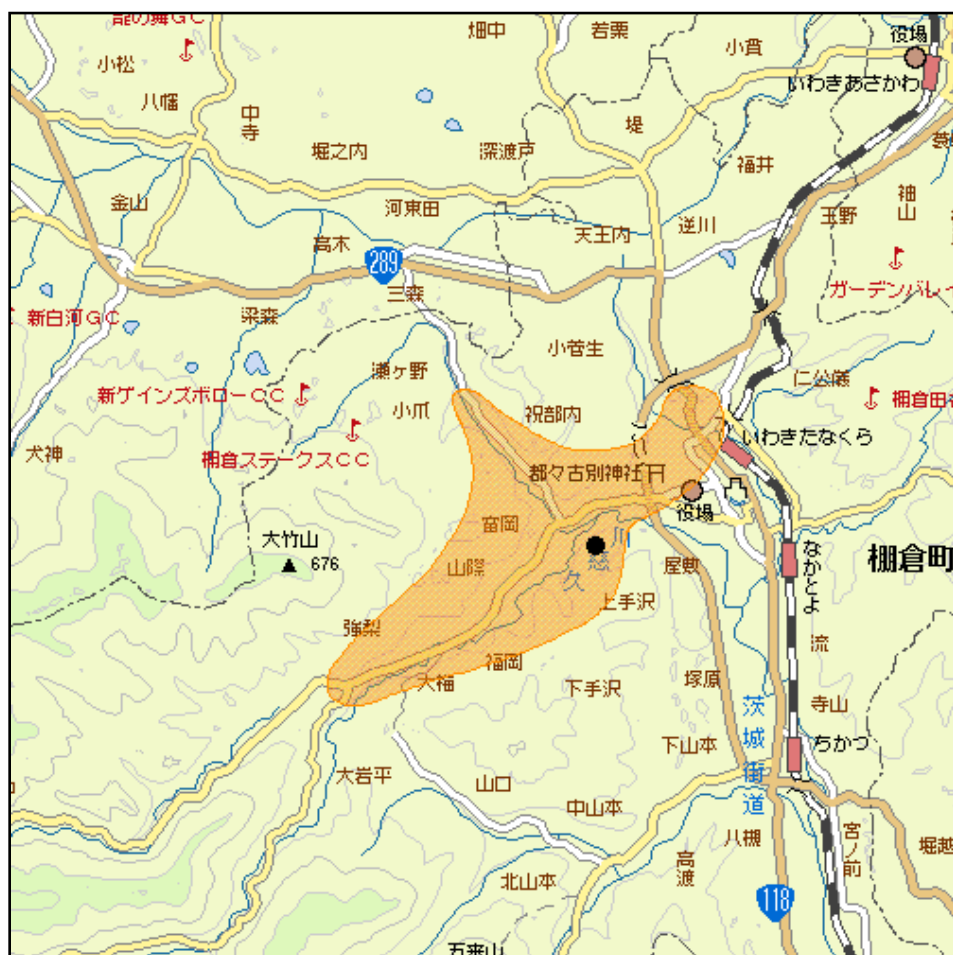 龍の舞GC
畑中
若栗
小貫
役場
小松
いわきあさかわ
八幡
中寺
堀之内
深渡戸
堤
福井
金山
河東田
逆川
玉野
袖山
高木
天王内
289
三森
ガーデンバレイ
新白河GC
梁森
小菅生
瀬ヶ野
仁公儀
新ゲインズボローCC
小爪
祝部内
棚倉田
犬神
棚倉ステークスCC
いわきたなくら
都々古別神社
役場
富岡
大竹山
676
山際
久慈川
屋敷
なかとよ
棚倉町
上手沢
強梨
流
福岡
大梅
下手沢
塚原
寺山
茨城街道
下山本
ちかつ
大岩平
山口
中山本
八槻
宮ノ前
堀越
高渡
北山本
118